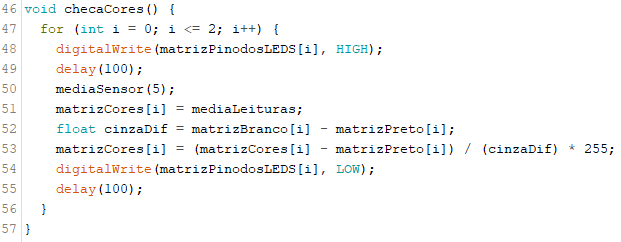 46 void checaCores() {
47   for (int i = 0; i <= 2; i++) {
48     digitalWrite(matrizPinodosLEDS[i], HIGH);
49     delay(100);
50     mediaSensor(5);
51     matrizCores[i] = mediaLeituras;
52     float cinzaDif = matrizBranco[i] - matrizPreto[i];
53     matrizCores[i] = (matrizCores[i] - matrizPreto[i]) / (cinzaDif) * 255;
54     digitalWrite(matrizPinodosLEDS[i], LOW);
55     delay(100);
56   }
57 }